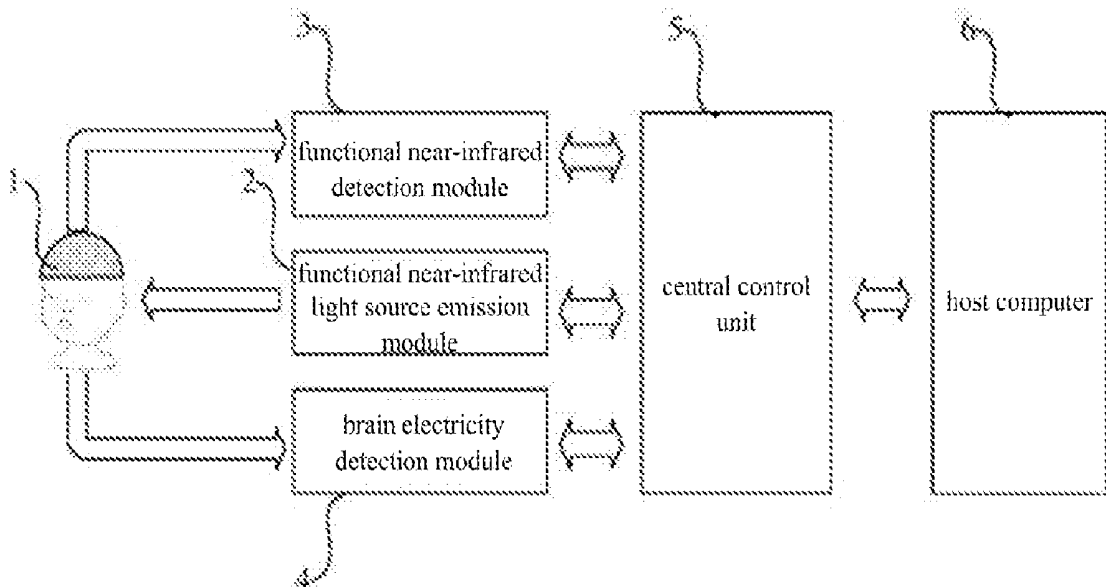 3
5
6
1
functional near-infrared
detection module
2
functional near-infrared
light source emission
module
central control
unit
host computer
brain electricity
detection module
4